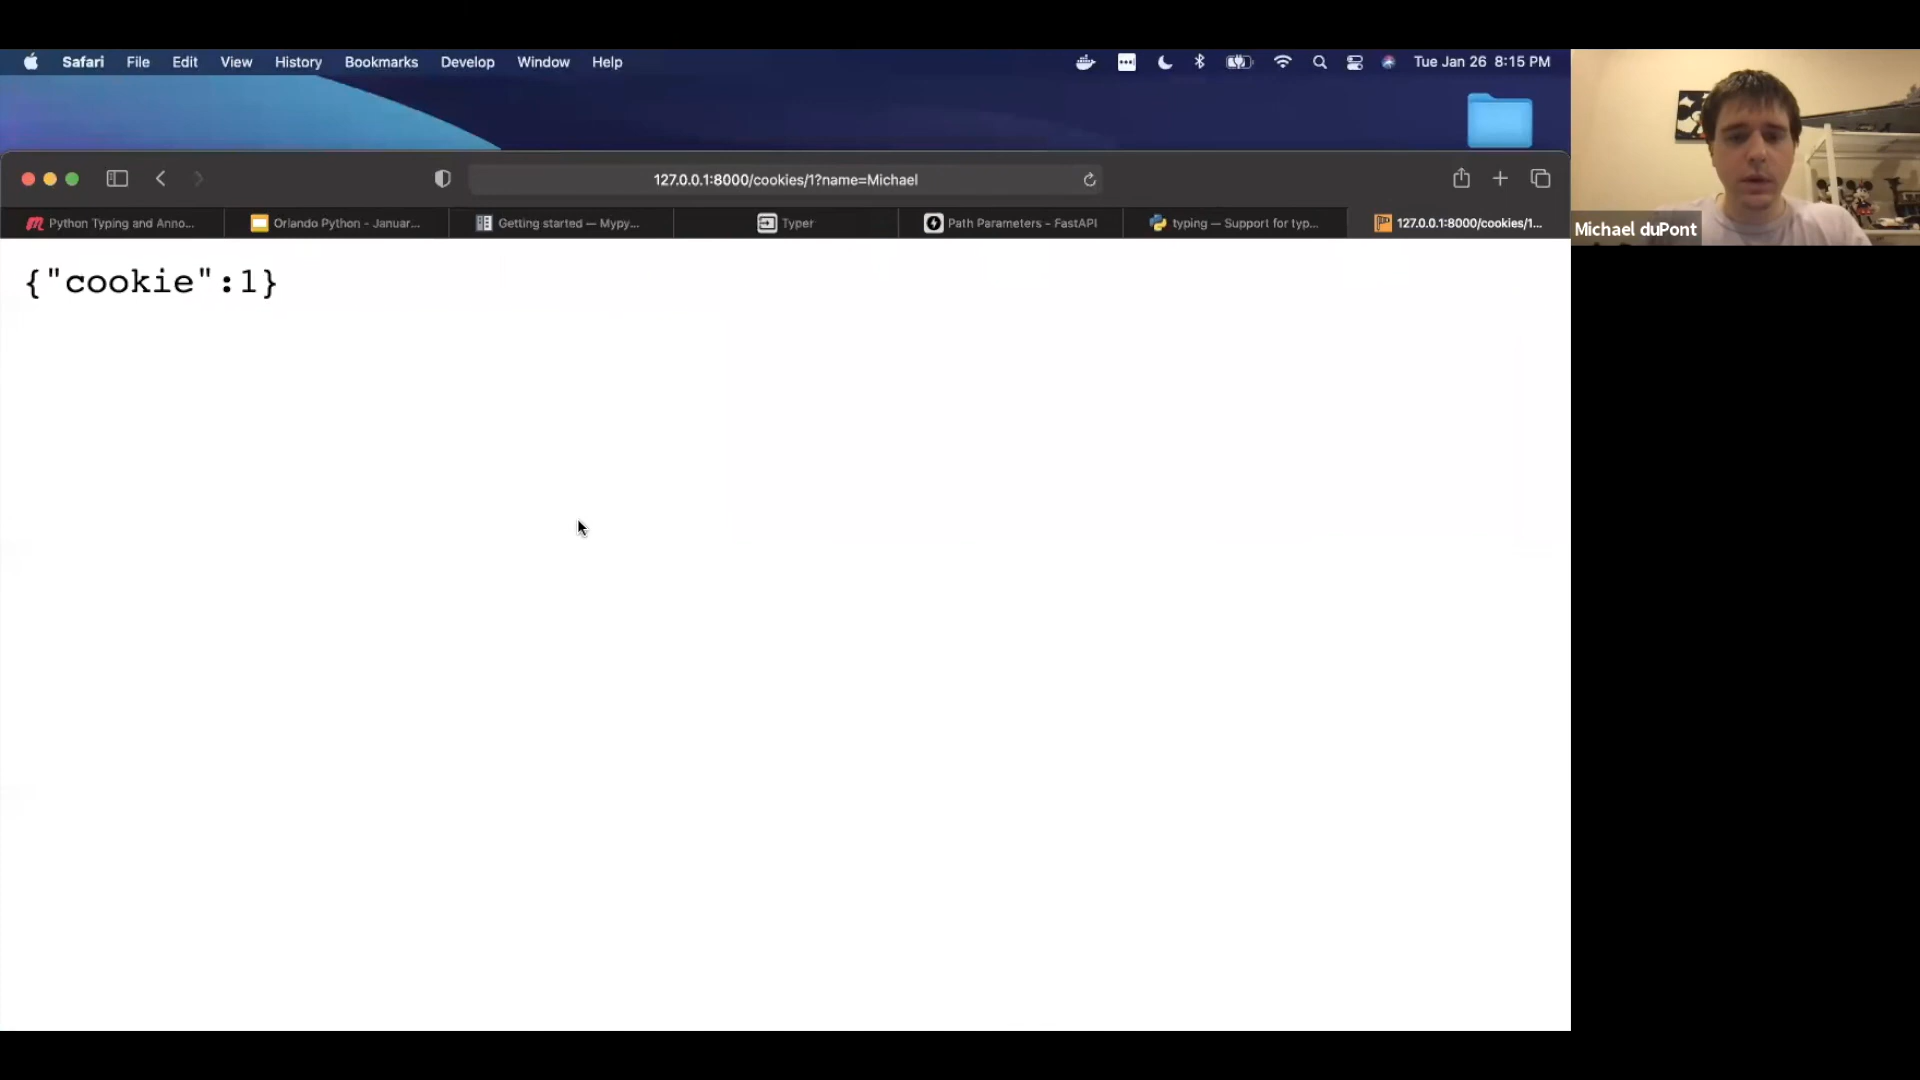 Safari File Edit View History Bookmarks Develop Window Help Tue Jan 26 8:15 PM
127.0.0.1:8000/cookies/1?name=Michael
Python Typing and Anno... Orlando Python - Januar... Getting started — Mypy... Typer Path Parameters - FastAPI typing — Support for typ... 127.0.0.1:8000/cookies/1...
Michael duPont
{"cookie":1}